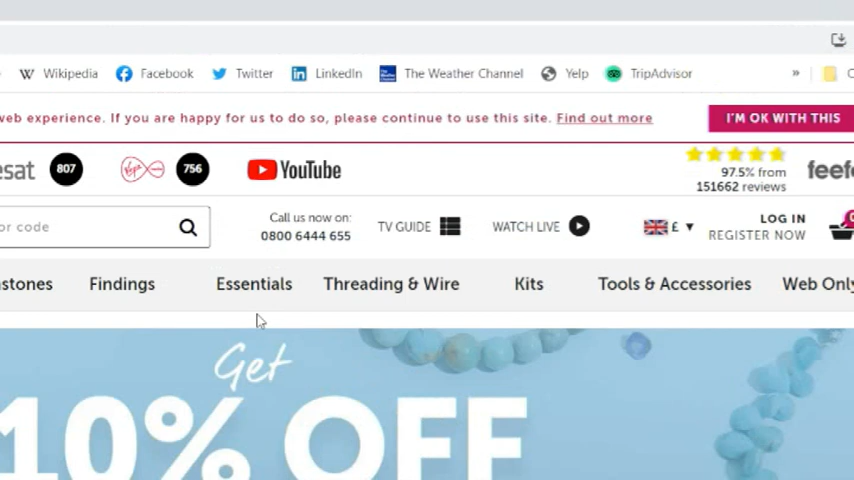 Wikipedia Facebook Twitter LinkedIn The Weather Channel Yelp TripAdvisor »
web experience. If you are happy for us to do so, please continue to use this site. Find out more I'M OK WITH THIS
esat 807 756 YouTube
97.5% from
151662 reviews
feefo
or code
Call us now on:
0800 6444 655
TV GUIDE WATCH LIVE £
LOG IN
REGISTER NOW
stones Findings Essentials Threading & Wire Kits Tools & Accessories Web Only
Get
10% OFF